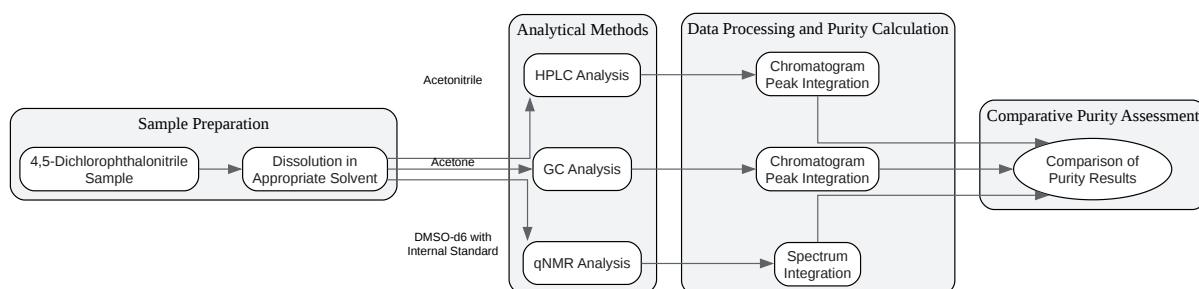 Sample Preparation
4,5-Dichlorophthalonitrile
Sample
Dissolution in
Appropriate Solvent
Acetonitrile
Acetone
DMSO-d6 with
Internal Standard
Analytical Methods
HPLC Analysis
GC Analysis
qNMR Analysis
Data Processing and Purity Calculation
Chromatogram
Peak Integration
Chromatogram
Peak Integration
Spectrum
Integration
Comparative Purity Assessment
Comparison of
Purity Results